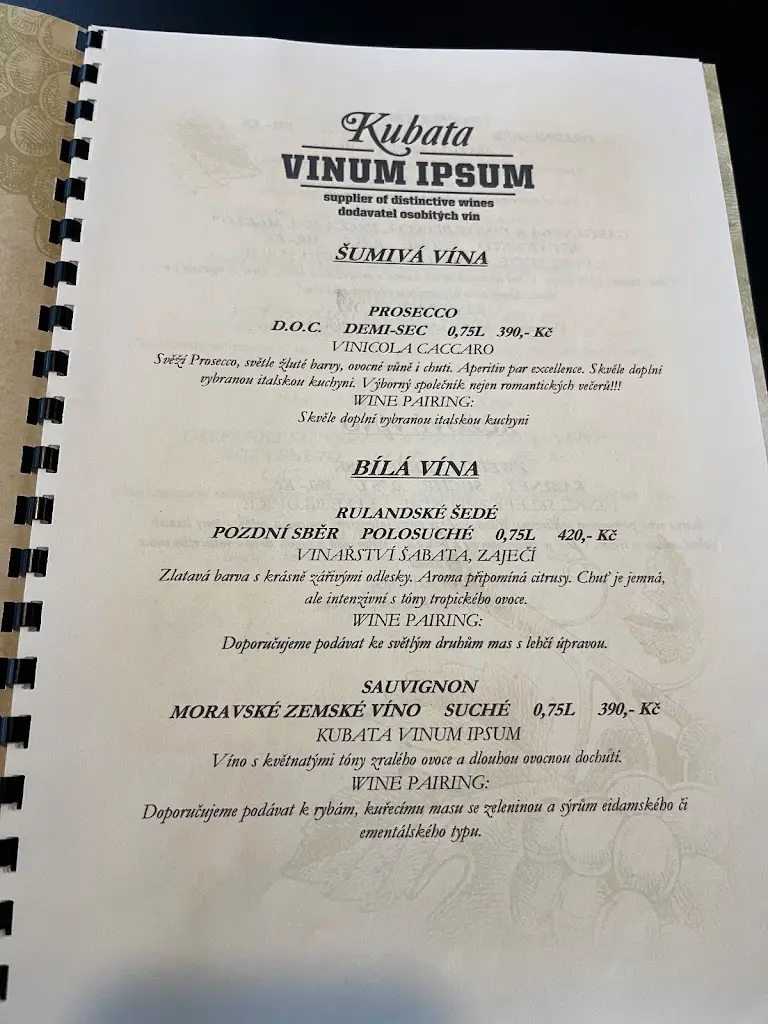 Kubata
VINUM IPSUM
supplier of distinctive wines
dodavatel osobitých vín
ŠUMIVÁ VÍNA
PROSECCO
D.O.C. DEMI-SEC 0,75L 390,- Kč
VINICOLA CACCARO
Svěží Prosecco, světle žluté barvy, ovocné vůně i chuti. Aperitiv par excellence. Skvěle doplní
vybranou italskou kuchyni. Výborný společník nejen romantických večerů!!!
WINE PAIRING:
Skvěle doplní vybranou italskou kuchyni
BÍLÁ VÍNA
RULANDSKÉ ŠEDÉ
POZDNÍ SBĚR POLOSUCHÉ 0,75L 420,- Kč
VINAŘSTVÍ ŠABATA, ZAJEČÍ
Zlatavá barva s krásně zářivými odlesky. Aroma připomíná citrusy. Chuť je jemná,
ale intenzivní s tóny tropického ovoce.
WINE PAIRING:
Doporučujeme podávat ke světlým druhům mas s lehčí úpravou.
SAUVIGNON
MORAVSKÉ ZEMSKÉ VÍNO SUCHÉ 0,75L 390,- Kč
KUBATA VINUM IPSUM
Víno s květnatými tóny zralého ovoce a dlouhou ovocnou dochutí.
WINE PAIRING:
Doporučujeme podávat k rybám, kuřecímu masu se zeleninou a sýrům eidamského či
ementálského typu.